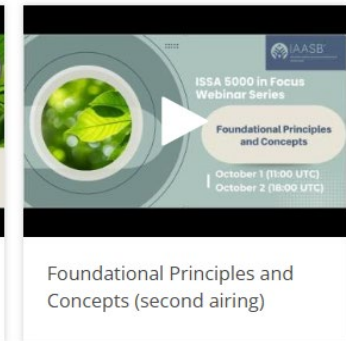 IAASB
ISSA 5000 in Focus
Webinar Series
Foundational Principles
and Concepts
October 1 (11:00 UTC)
October 2 (18:00 UTC)
Foundational Principles and
Concepts (second airing)